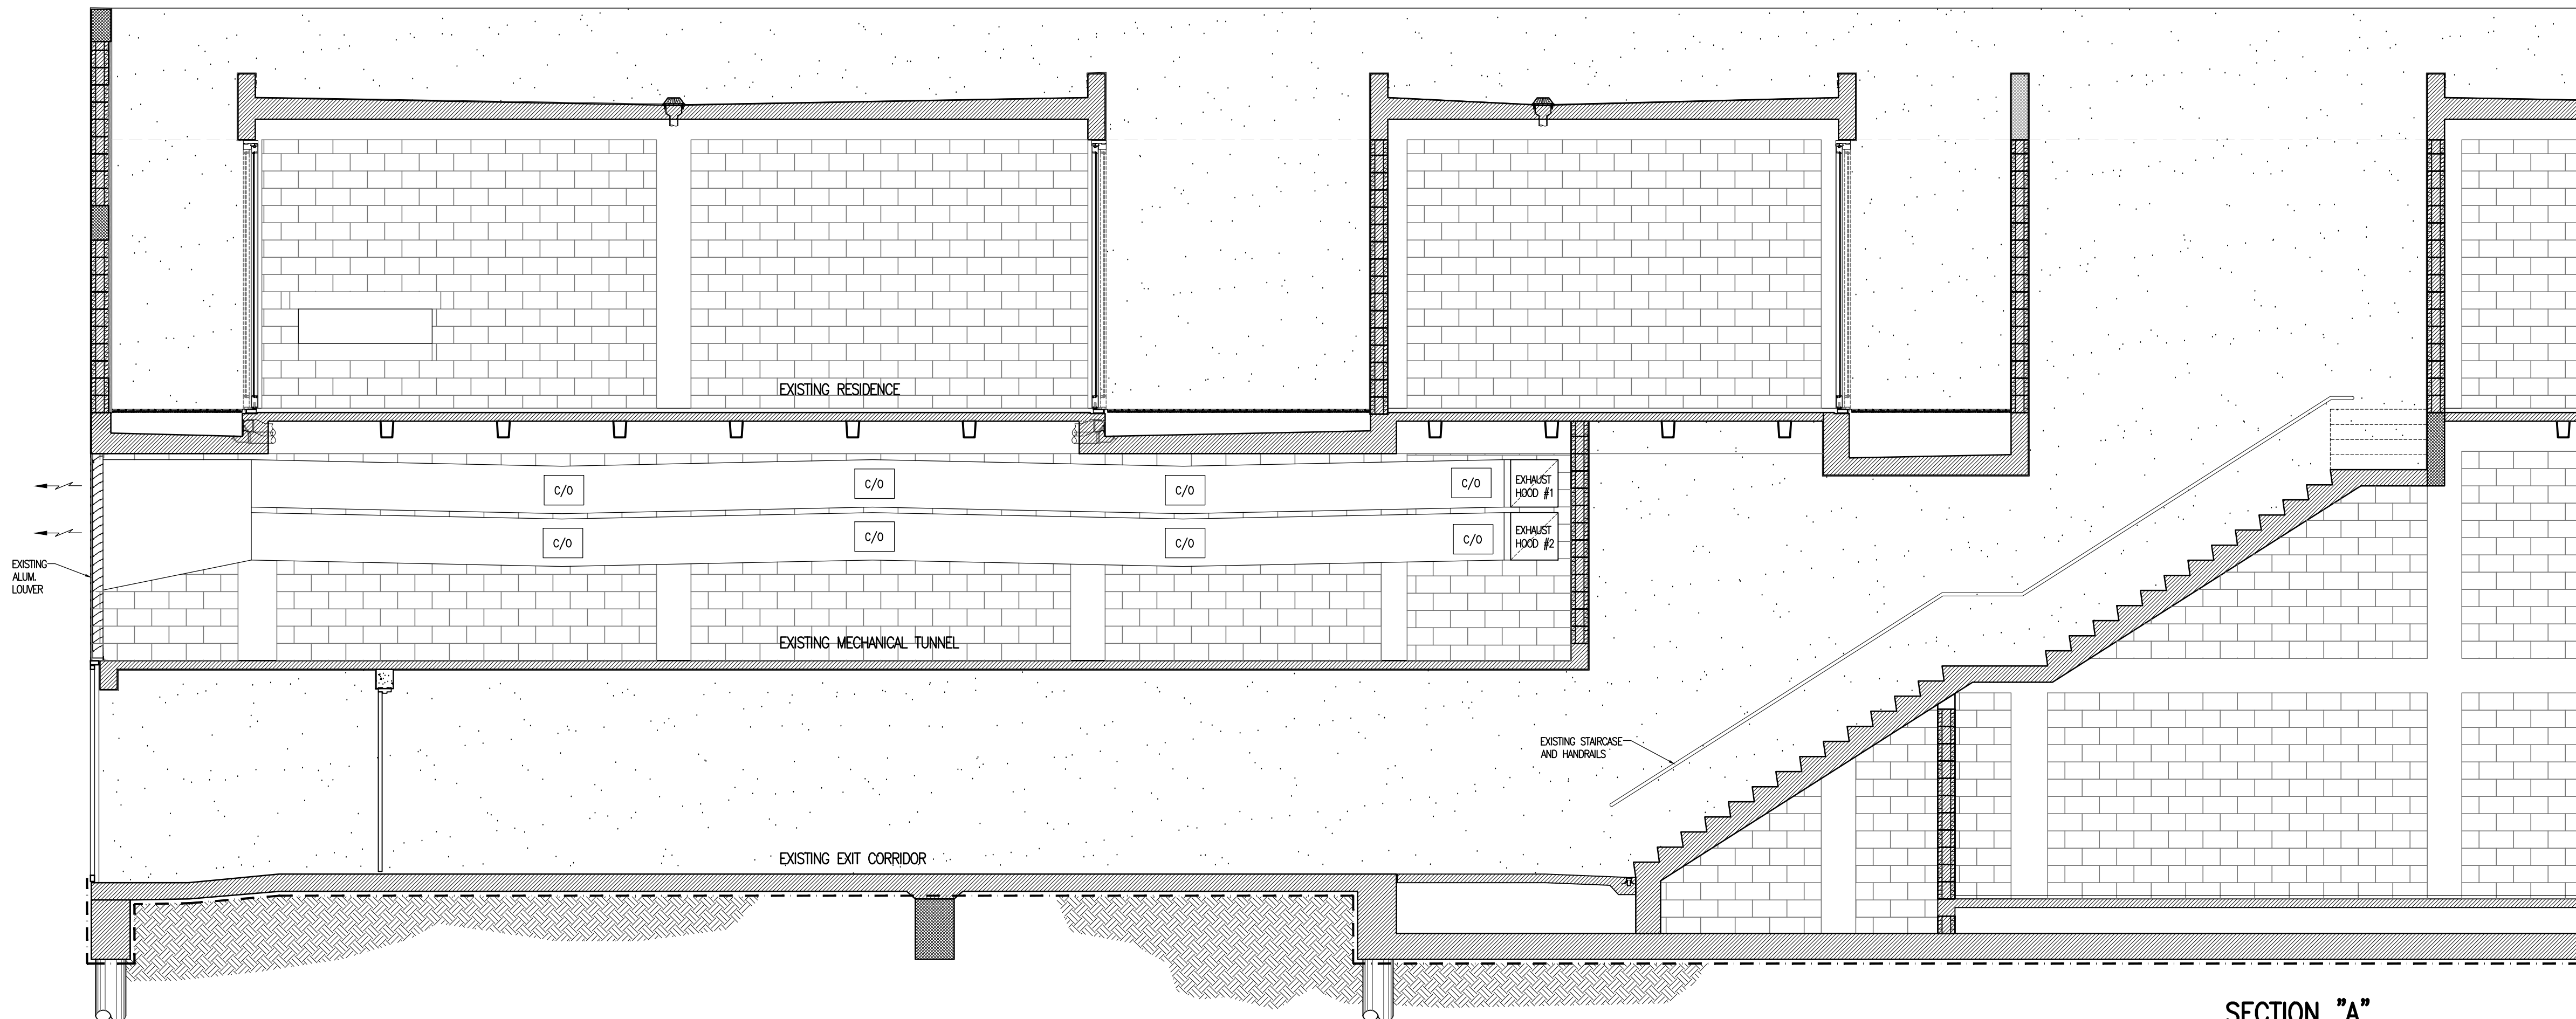 EXISTING RESIDENCE
C/O
C/O
C/O
C/O
EXHAUST
HOOD #1
C/O
C/O
C/O
C/O
EXHAUST
HOOD #2
EXISTING
ALUM.
LOUVER
EXISTING MECHANICAL TUNNEL
EXISTING STAIRCASE
AND HANDRAILS
EXISTING EXIT CORRIDOR
SECTION "A"